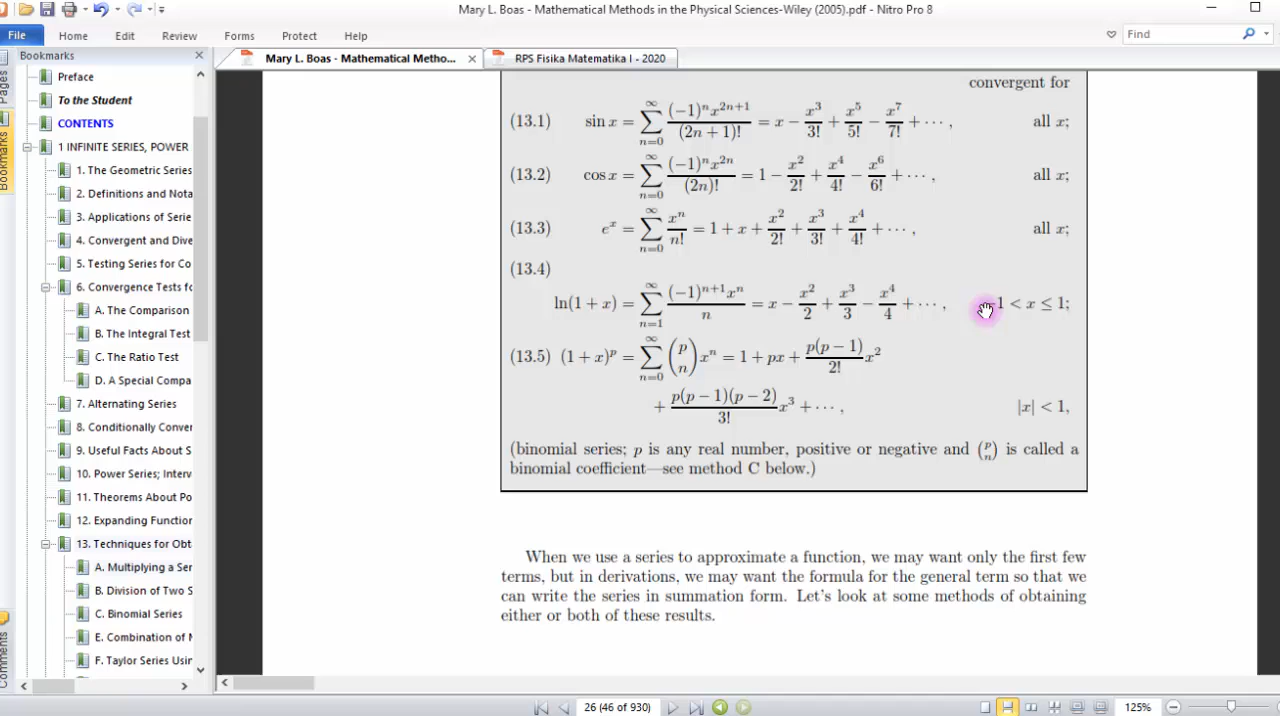 Mary L. Boas - Mathematical Methods in the Physical Sciences-Wiley (2005).pdf - Nitro Pro 8
File Home Edit Review Forms Protect Help Find
Bookmarks
Mary L. Boas - Mathematical Metho... RPS Fisika Matematika I - 2020
Pages
Bookmarks
Comments
Preface
To the Student
CONTENTS
1 INFINITE SERIES, POWER
1. The Geometric Series
2. Definitions and Nota
3. Applications of Serie
4. Convergent and Dive
5. Testing Series for Co
6. Convergence Tests fo
A. The Comparison
B. The Integral Test
C. The Ratio Test
D. A Special Compa
7. Alternating Series
8. Conditionally Conver
9. Useful Facts About S
10. Power Series; Interv
11. Theorems About Po
12. Expanding Function
13. Techniques for Obt
A. Multiplying a Ser
B. Division of Two S
C. Binomial Series
E. Combination of M
F. Taylor Series Usin
convergent for
(13.1) sin x = ∑_{n=0}^{∞} (−1)^n x^{2n+1}/(2n+1)! = x − x^3/3! + x^5/5! − x^7/7! + ⋯ , all x;
(13.2) cos x = ∑_{n=0}^{∞} (−1)^n x^{2n}/(2n)! = 1 − x^2/2! + x^4/4! − x^6/6! + ⋯ , all x;
(13.3) e^x = ∑_{n=0}^{∞} x^n/n! = 1 + x + x^2/2! + x^3/3! + x^4/4! + ⋯ , all x;
(13.4)
ln(1 + x) = ∑_{n=1}^{∞} (−1)^{n+1} x^n/n = x − x^2/2 + x^3/3 − x^4/4 + ⋯ , 1 < x ≤ 1;
(13.5) (1 + x)^p = ∑_{n=0}^{∞} (p n) x^n = 1 + px + p(p − 1)/2! x^2
+ p(p − 1)(p − 2)/3! x^3 + ⋯ , |x| < 1,
(binomial series; p is any real number, positive or negative and (p n) is called a
binomial coefficient—see method C below.)
When we use a series to approximate a function, we may want only the first few
terms, but in derivations, we may want the formula for the general term so that we
can write the series in summation form. Let's look at some methods of obtaining
either or both of these results.
26 (46 of 930) 125%